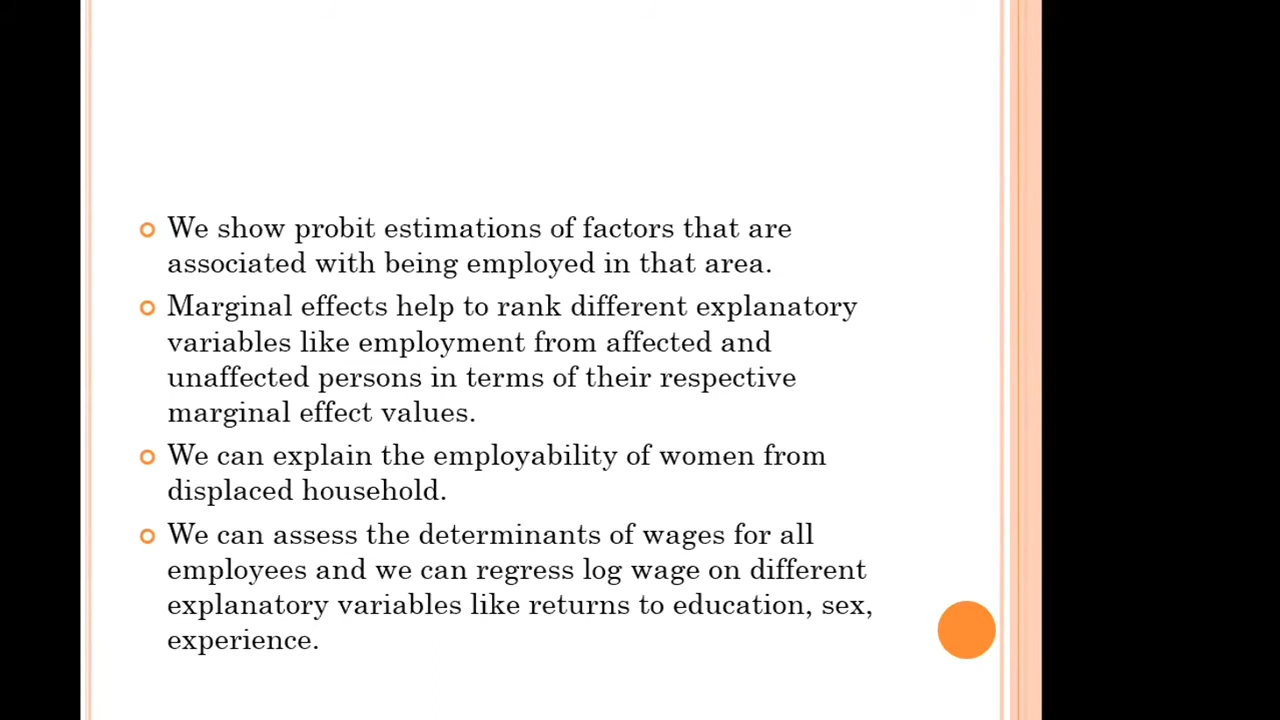 We show probit estimations of factors that are
associated with being employed in that area.
Marginal effects help to rank different explanatory
variables like employment from affected and
unaffected persons in terms of their respective
marginal effect values.
We can explain the employability of women from
displaced household.
We can assess the determinants of wages for all
employees and we can regress log wage on different
explanatory variables like returns to education, sex,
experience.